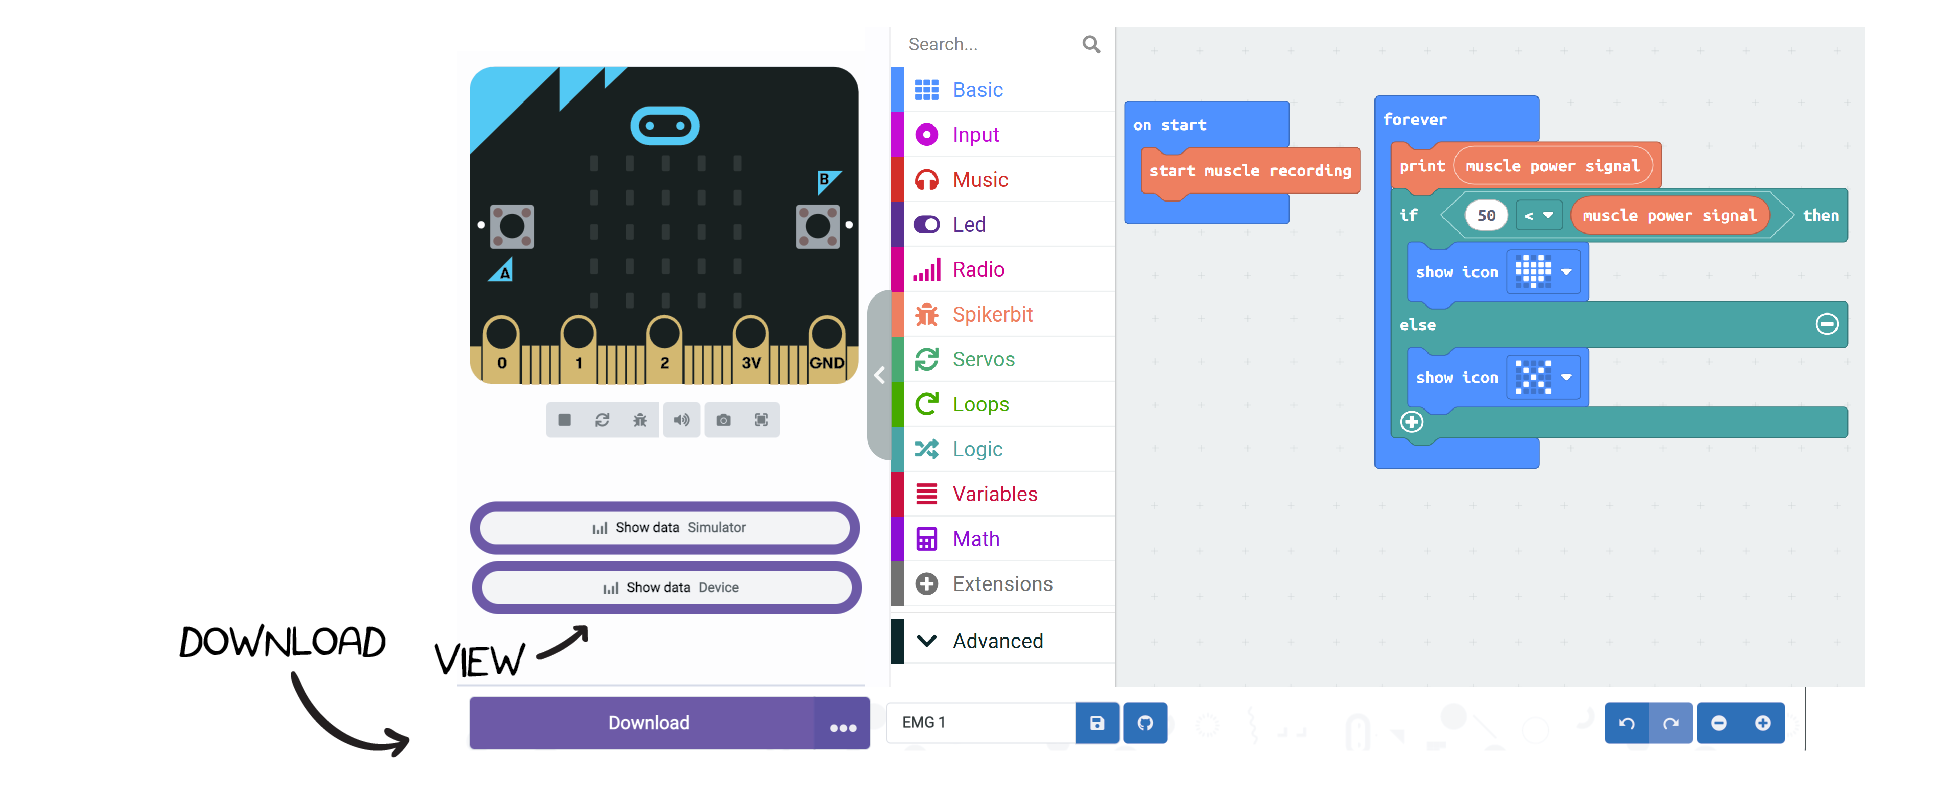 Search...
Basic
Input
Music
Led
Radio
Spikerbit
Servos
Loops
Logic
Variables
Math
Extensions
Advanced
B
A
0 1 2 3V GND
Show data Simulator
Show data Device
DOWNLOAD
VIEW
Download
EMG 1
on start
start muscle recording
forever
print muscle power signal
if 50 < muscle power signal then
show icon
else
show icon